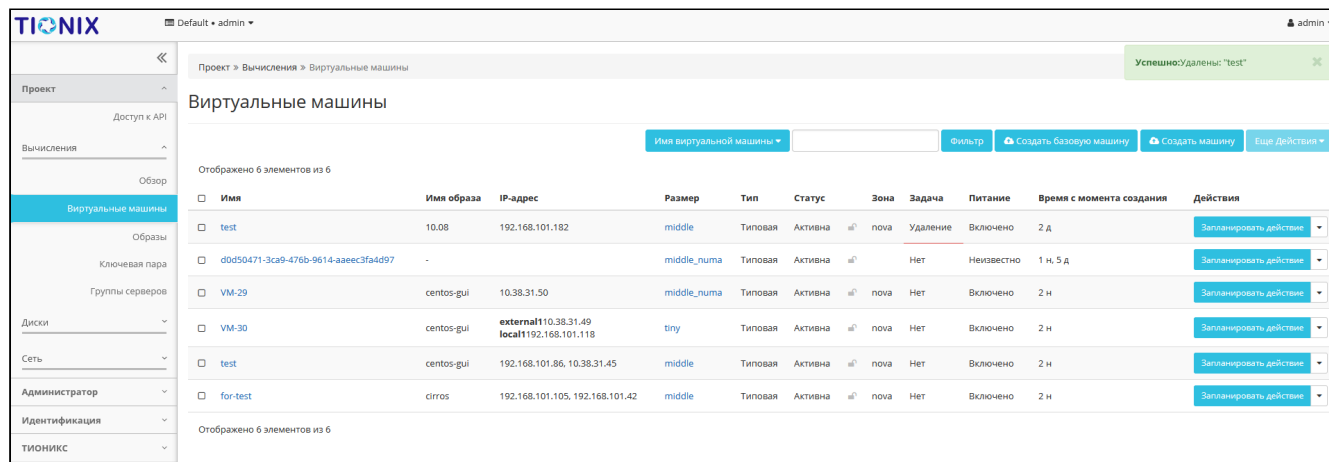 TIONIX
Default • admin
admin
Успешно:Удалены: "test"
Проект » Вычисления » Виртуальные машины
Проект
Доступ к API
Вычисления
Обзор
Виртуальные машины
Образы
Ключевая пара
Группы серверов
Диски
Сеть
Администратор
Идентификация
ТИОНИКС
Виртуальные машины
Имя виртуальной машины Фильтр Создать базовую машину Создать машину Еще Действия
Отображено 6 элементов из 6
Имя Имя образа IP-адрес Размер Тип Статус Зона Задача Питание Время с момента создания Действия
test 10.08 192.168.101.182 middle Типовая Активна nova Удаление Включено 2 д Запланировать действие
d0d50471-3ca9-476b-9614-aaeec3fa4d97 - middle_numa Типовая Активна nova Нет Неизвестно 1 н, 5 д Запланировать действие
VM-29 centos-gui 10.38.31.50 middle_numa Типовая Активна nova Нет Включено 2 н Запланировать действие
VM-30 centos-gui external110.38.31.49 tiny Типовая Активна nova Нет Включено 2 н Запланировать действие
local1192.168.101.118
test centos-gui 192.168.101.86, 10.38.31.45 middle Типовая Активна nova Нет Включено 2 н Запланировать действие
for-test cirros 192.168.101.105, 192.168.101.42 middle Типовая Активна nova Нет Включено 2 н Запланировать действие
Отображено 6 элементов из 6